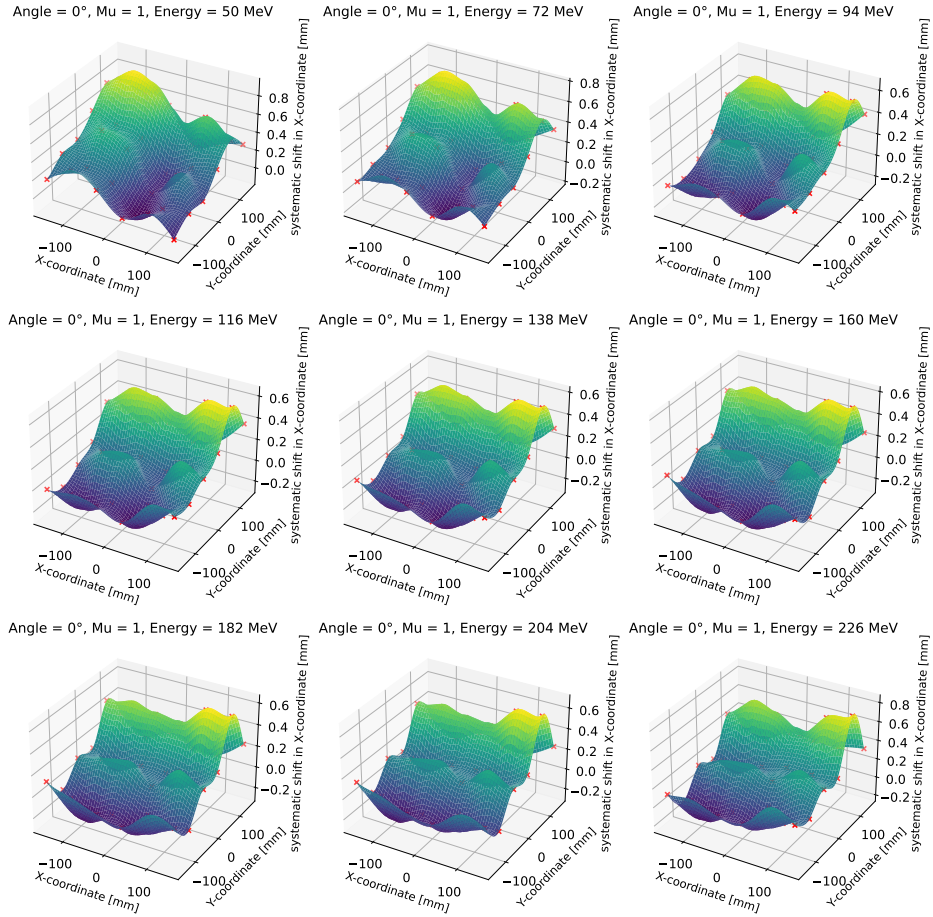 Angle = 0°, Mu = 1, Energy = 50 MeV
0.8
0.6
0.4
0.2
0.0
systematic shift in X-coordinate [mm]
−100
0
100
X-coordinate [mm]
−100
0
100
Y-coordinate [mm]
Angle = 0°, Mu = 1, Energy = 72 MeV
0.8
0.6
0.4
0.2
0.0
−0.2
systematic shift in X-coordinate [mm]
−100
0
100
X-coordinate [mm]
−100
0
100
Y-coordinate [mm]
Angle = 0°, Mu = 1, Energy = 94 MeV
0.6
0.4
0.2
0.0
−0.2
systematic shift in X-coordinate [mm]
−100
0
100
X-coordinate [mm]
−100
0
100
Y-coordinate [mm]
Angle = 0°, Mu = 1, Energy = 116 MeV
0.6
0.4
0.2
0.0
−0.2
systematic shift in X-coordinate [mm]
−100
0
100
X-coordinate [mm]
−100
0
100
Y-coordinate [mm]
Angle = 0°, Mu = 1, Energy = 138 MeV
0.6
0.4
0.2
0.0
−0.2
systematic shift in X-coordinate [mm]
−100
0
100
X-coordinate [mm]
−100
0
100
Y-coordinate [mm]
Angle = 0°, Mu = 1, Energy = 160 MeV
0.6
0.4
0.2
0.0
−0.2
systematic shift in X-coordinate [mm]
−100
0
100
X-coordinate [mm]
−100
0
100
Y-coordinate [mm]
Angle = 0°, Mu = 1, Energy = 182 MeV
0.6
0.4
0.2
0.0
−0.2
systematic shift in X-coordinate [mm]
−100
0
100
X-coordinate [mm]
−100
0
100
Y-coordinate [mm]
Angle = 0°, Mu = 1, Energy = 204 MeV
0.6
0.4
0.2
0.0
−0.2
systematic shift in X-coordinate [mm]
−100
0
100
X-coordinate [mm]
−100
0
100
Y-coordinate [mm]
Angle = 0°, Mu = 1, Energy = 226 MeV
0.6
0.4
0.2
0.0
−0.2
systematic shift in X-coordinate [mm]
−100
0
100
X-coordinate [mm]
−100
0
100
Y-coordinate [mm]